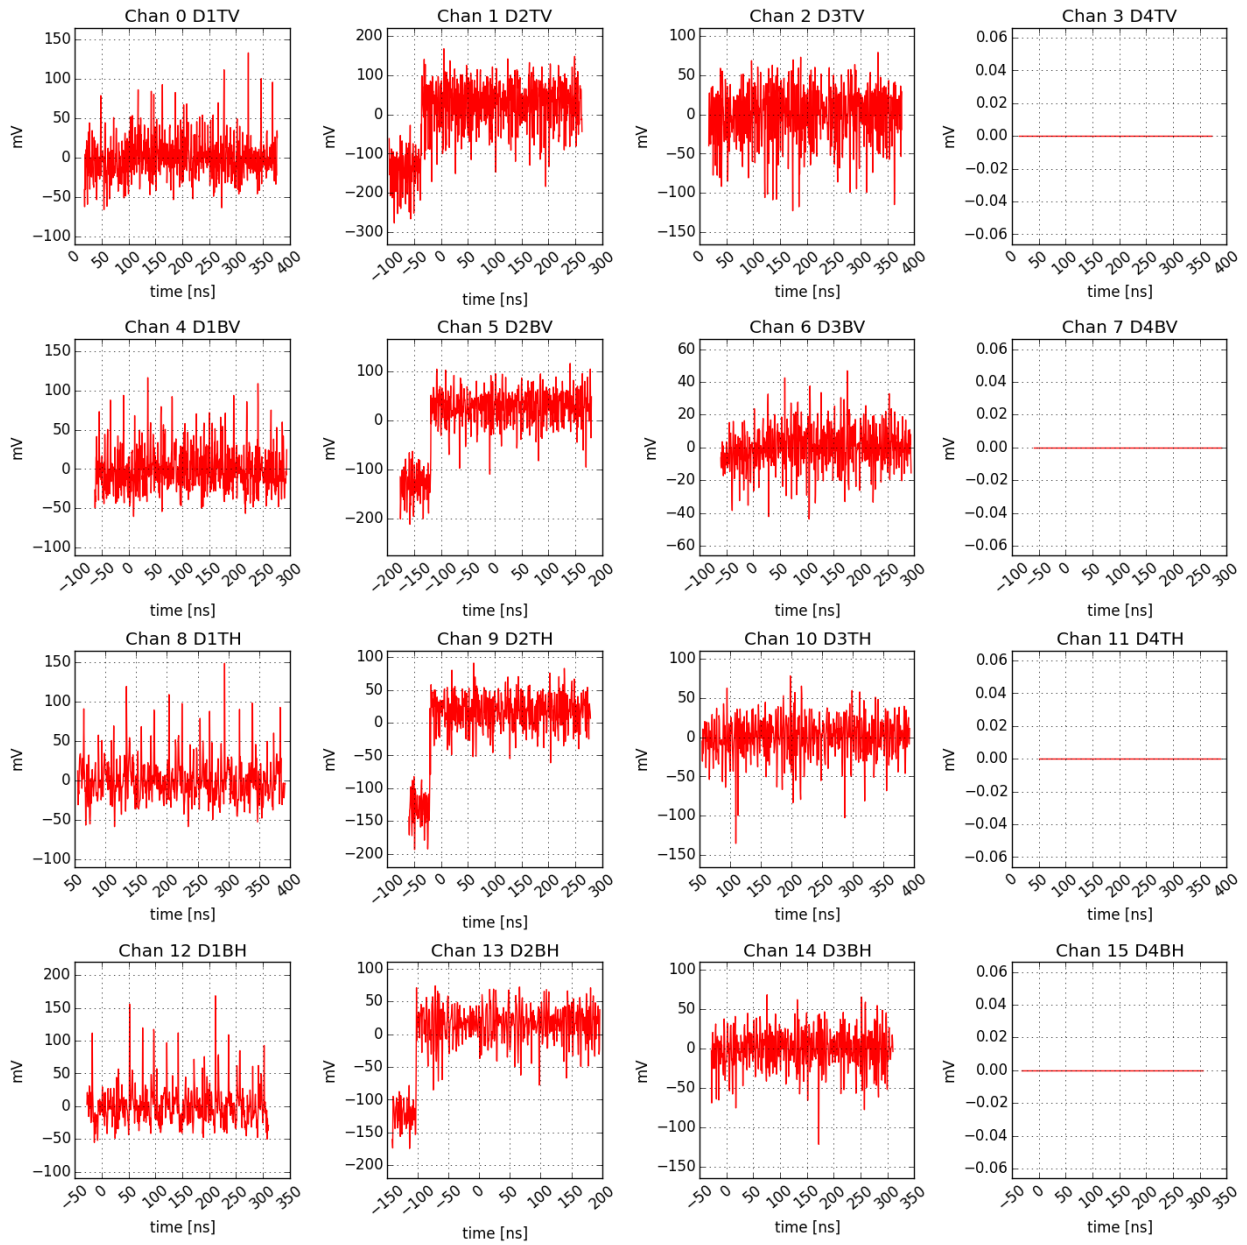 Chan 0 D1TV
150
100
50
0
−50
−100
mV
0 50 100 150 200 250 300 350 400
time [ns]
Chan 1 D2TV
200
100
0
−100
−200
−300
mV
−100 −50 0 50 100 150 200 250 300
time [ns]
Chan 2 D3TV
100
50
0
−50
−100
−150
mV
0 50 100 150 200 250 300 350 400
time [ns]
Chan 3 D4TV
0.06
0.04
0.02
0.00
−0.02
−0.04
−0.06
mV
0 50 100 150 200 250 300 350 400
time [ns]
Chan 4 D1BV
150
100
50
0
−50
−100
mV
−100 −50 0 50 100 150 200 250 300
time [ns]
Chan 5 D2BV
100
0
−100
−200
mV
−200 −150 −100 −50 0 50 100 150 200
time [ns]
Chan 6 D3BV
60
40
20
0
−20
−40
−60
mV
−100 −50 0 50 100 150 200 250 300
time [ns]
Chan 7 D4BV
0.06
0.04
0.02
0.00
−0.02
−0.04
−0.06
mV
−100 −50 0 50 100 150 200 250 300
time [ns]
Chan 8 D1TH
150
100
50
0
−50
−100
mV
50 100 150 200 250 300 350 400
time [ns]
Chan 9 D2TH
100
50
0
−50
−100
−150
−200
mV
−100 −50 0 50 100 150 200 250 300
time [ns]
Chan 10 D3TH
100
50
0
−50
−100
−150
mV
50 100 150 200 250 300 350 400
time [ns]
Chan 11 D4TH
0.06
0.04
0.02
0.00
−0.02
−0.04
−0.06
mV
0 50 100 150 200 250 300 350 400
time [ns]
Chan 12 D1BH
200
150
100
50
0
−50
−100
mV
−50 0 50 100 150 200 250 300 350
time [ns]
Chan 13 D2BH
100
50
0
−50
−100
−150
−200
mV
−150 −100 −50 0 50 100 150 200
time [ns]
Chan 14 D3BH
100
50
0
−50
−100
−150
mV
−50 0 50 100 150 200 250 300 350
time [ns]
Chan 15 D4BH
0.06
0.04
0.02
0.00
−0.02
−0.04
−0.06
mV
−50 0 50 100 150 200 250 300 350
time [ns]